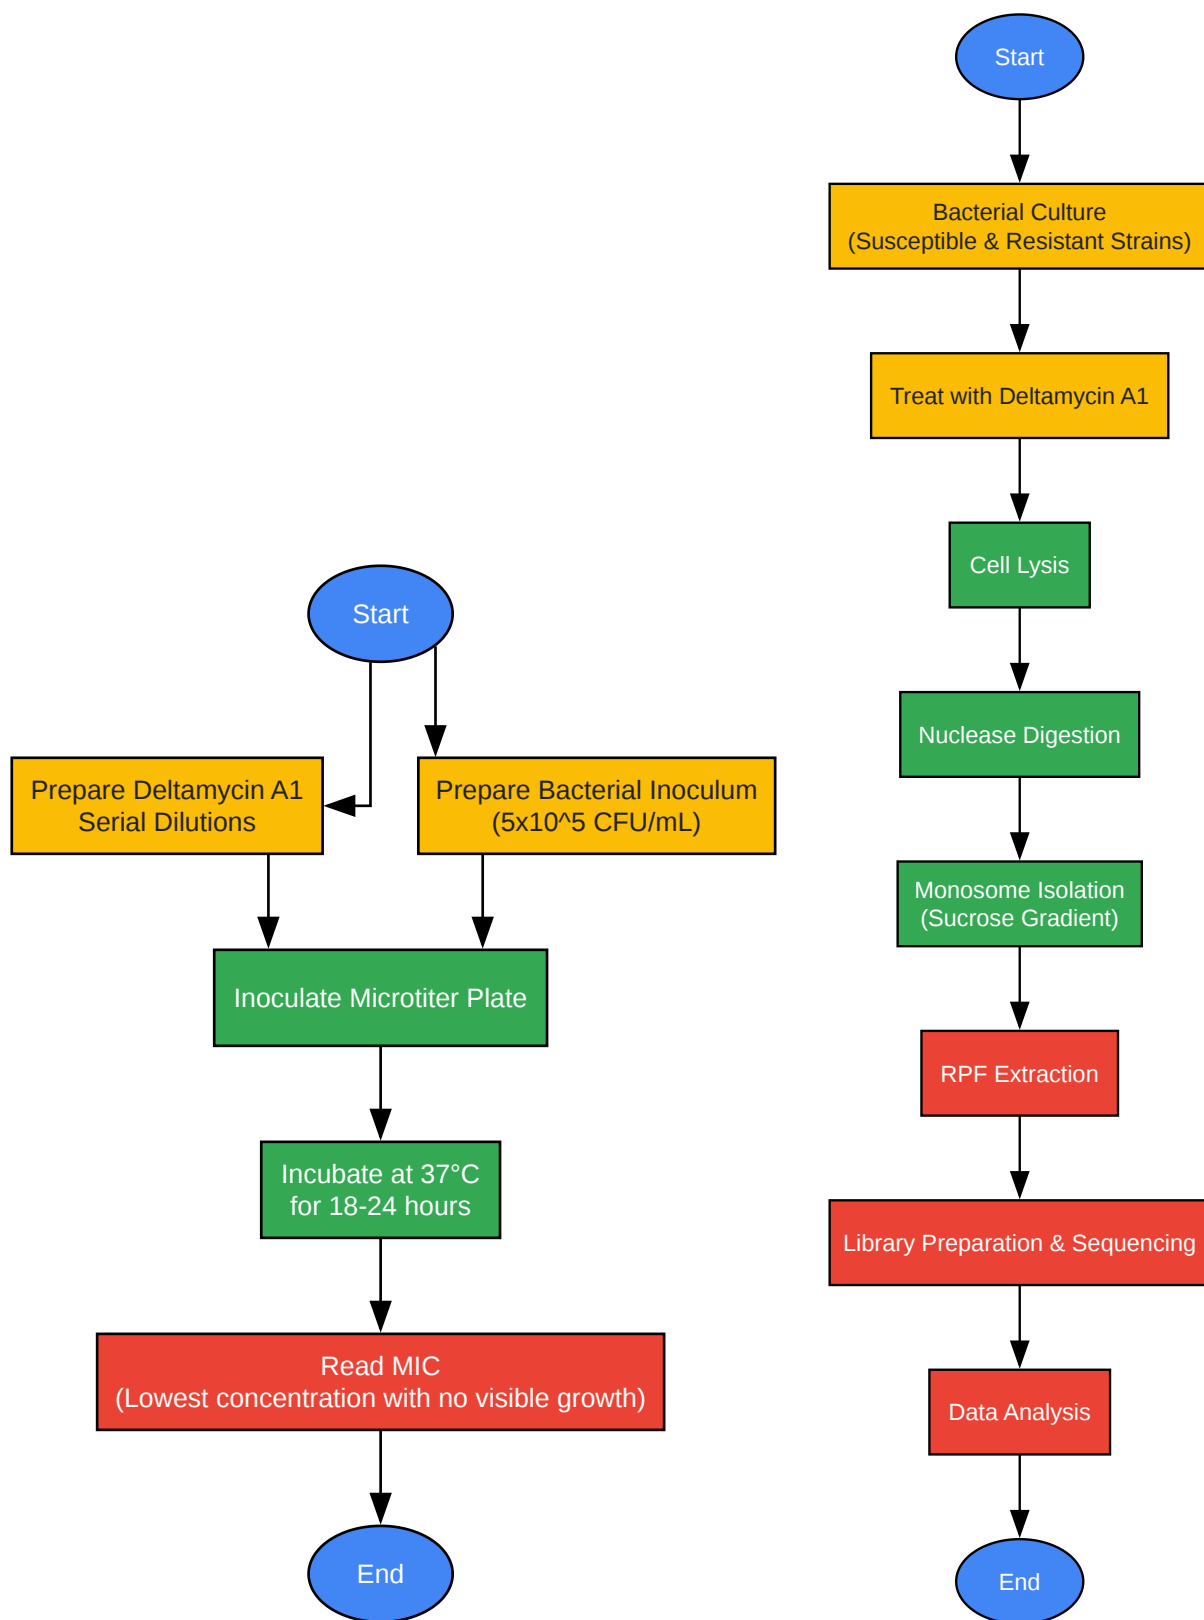 Start
Prepare Deltamycin A1
Serial Dilutions
Prepare Bacterial Inoculum
(5x10^5 CFU/mL)
Inoculate Microtiter Plate
Incubate at 37°C
for 18-24 hours
Read MIC
(Lowest concentration with no visible growth)
End
Start
Bacterial Culture
(Susceptible & Resistant Strains)
Treat with Deltamycin A1
Cell Lysis
Nuclease Digestion
Monosome Isolation
(Sucrose Gradient)
RPF Extraction
Library Preparation & Sequencing
Data Analysis
End